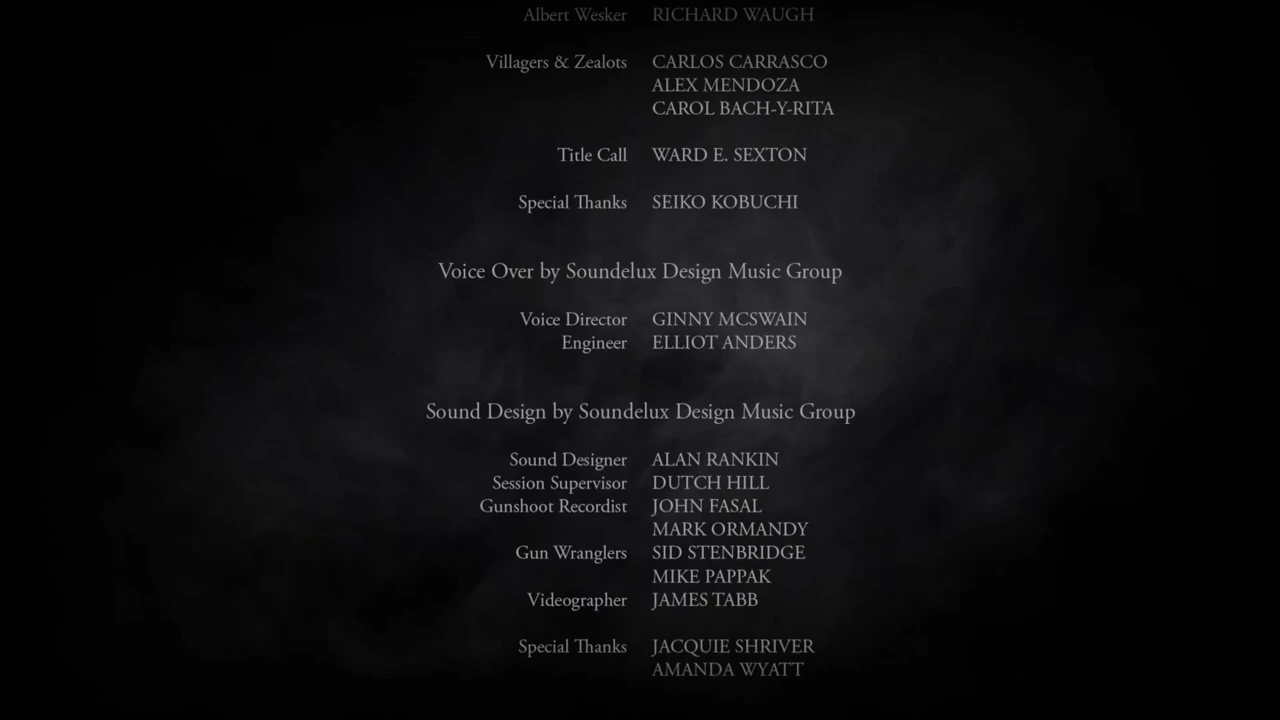 Albert Wesker RICHARD WAUGH
Villagers & Zealots CARLOS CARRASCO
ALEX MENDOZA
CAROL BACH-Y-RITA
Title Call WARD E. SEXTON
Special Thanks SEIKO KOBUCHI
Voice Over by Soundelux Design Music Group
Voice Director GINNY MCSWAIN
Engineer ELLIOT ANDERS
Sound Design by Soundelux Design Music Group
Sound Designer ALAN RANKIN
Session Supervisor DUTCH HILL
Gunshoot Recordist JOHN FASAL
MARK ORMANDY
Gun Wranglers SID STENBRIDGE
MIKE PAPPAK
Videographer JAMES TABB
Special Thanks JACQUIE SHRIVER
AMANDA WYATT